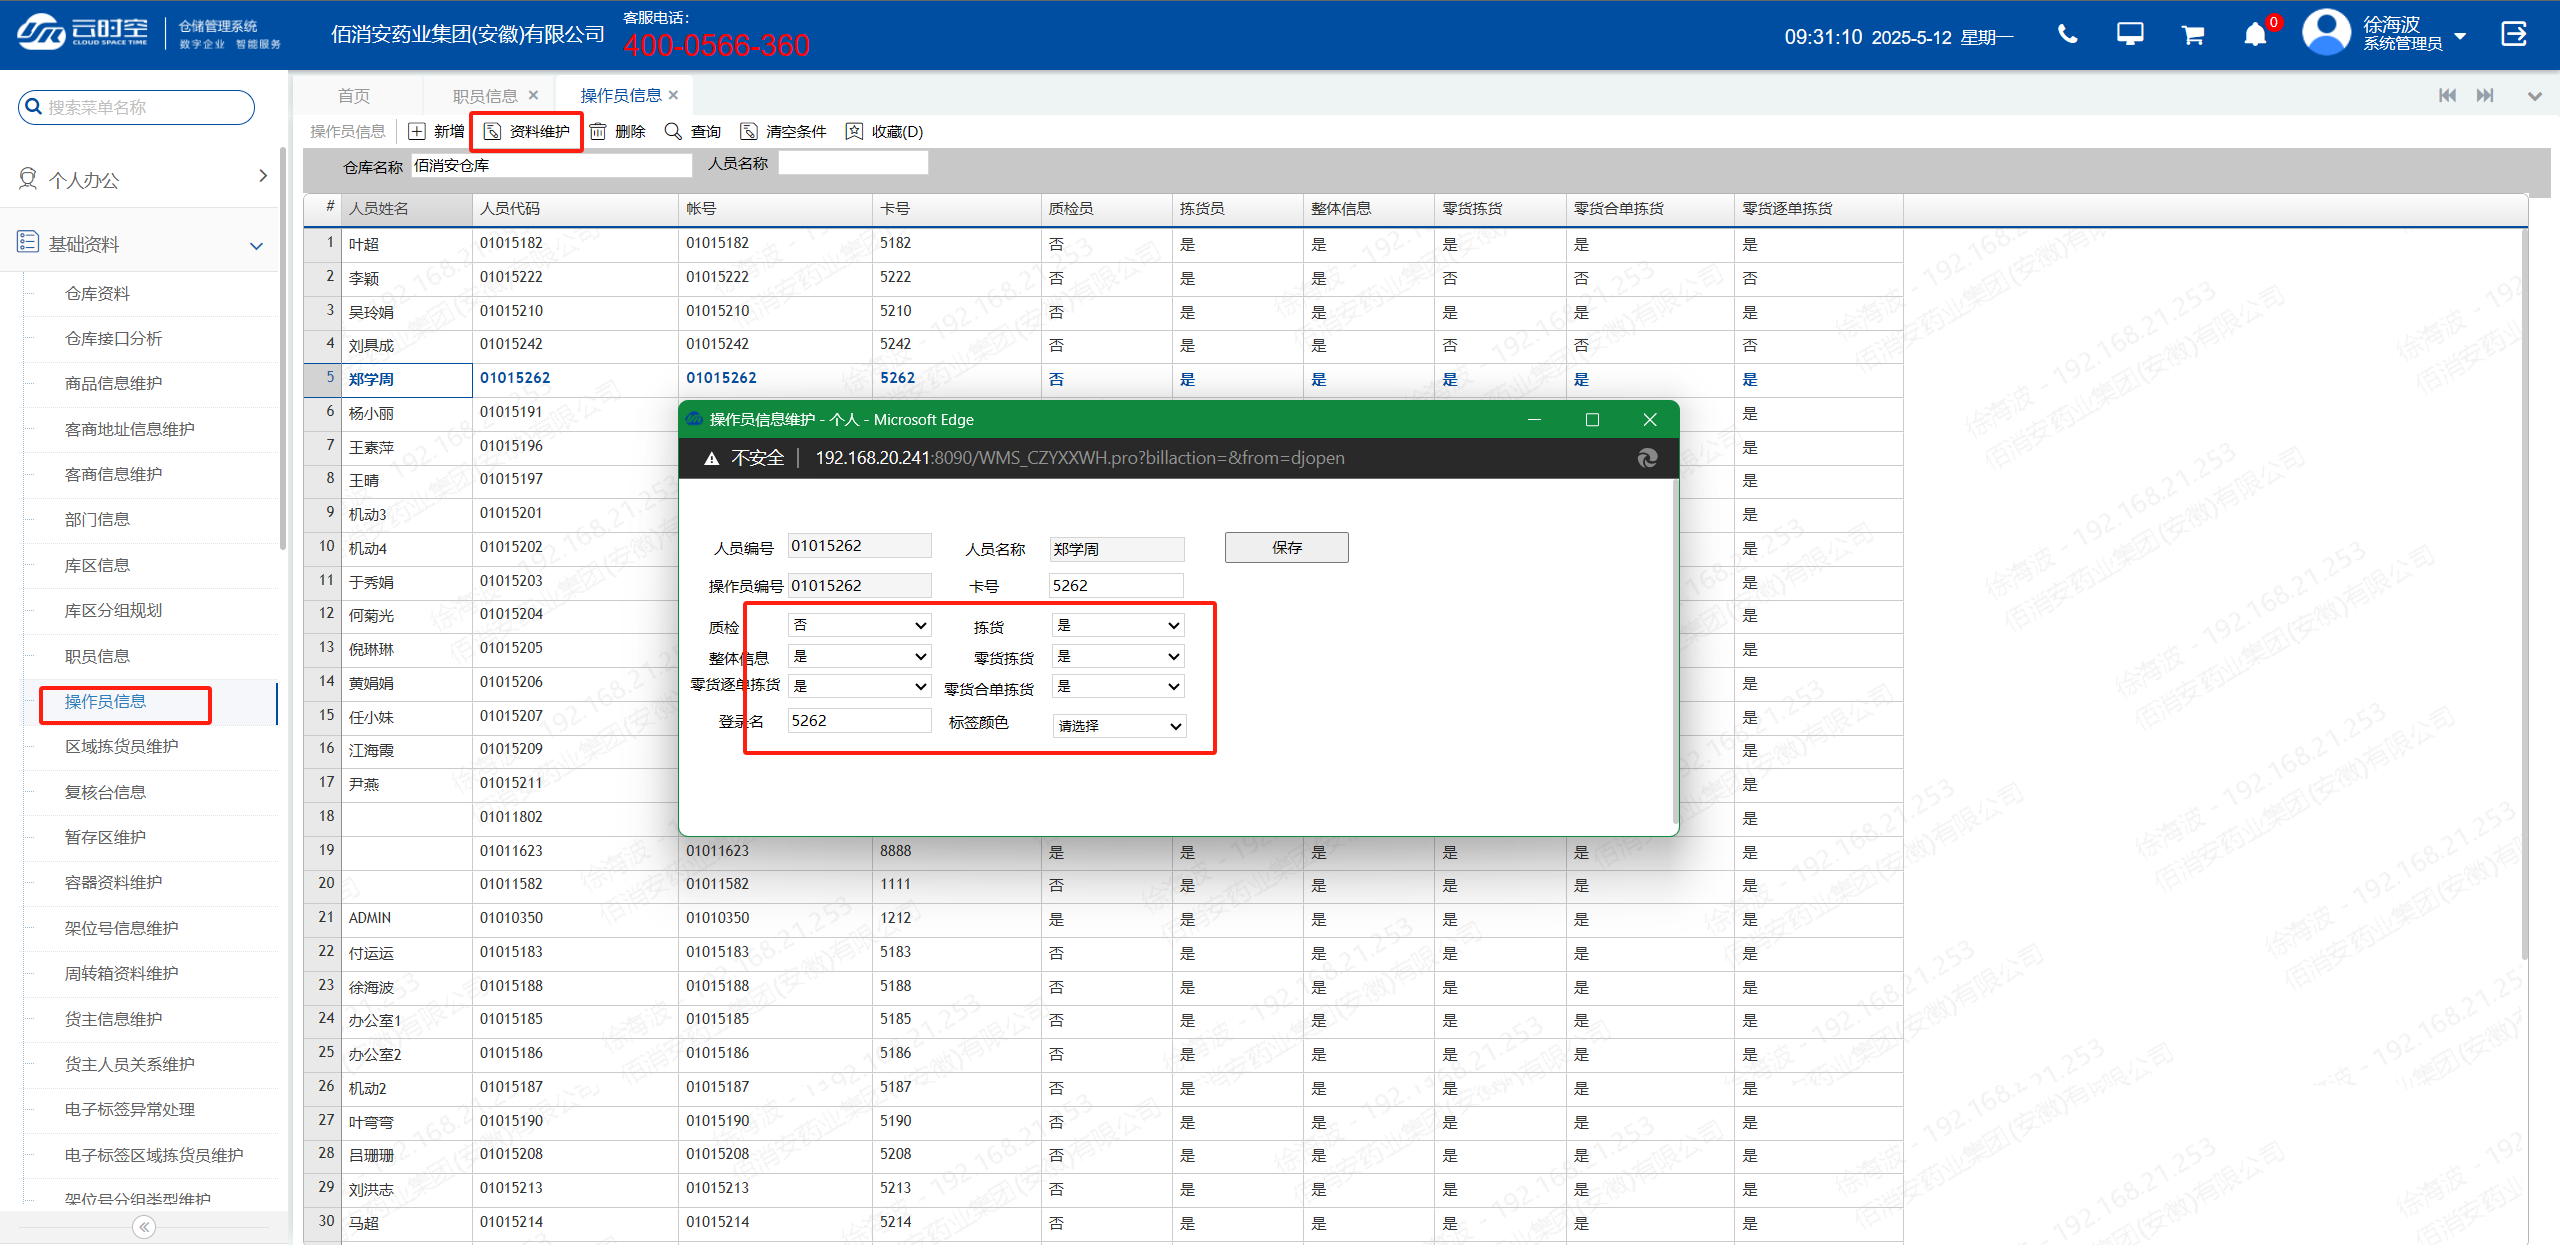 云时空
CLOUD SPACE TIME
仓储管理系统
数字企业 智能服务
佰消安药业集团(安徽)有限公司
客服电话：
400-0566-360
09:31:10 2025-5-12 星期一
0
徐海波
系统管理员
搜索菜单名称
首页
职员信息
操作员信息
操作员信息 新增 资料维护 删除 查询 清空条件 收藏(D)
仓库名称 佰消安仓库 人员名称
个人办公
基础资料
仓库资料
仓库接口分析
商品信息维护
客商地址信息维护
客商信息维护
部门信息
库区信息
库区分组规划
职员信息
操作员信息
区域拣货员维护
复核台信息
暂存区维护
容器资料维护
架位号信息维护
周转箱资料维护
货主信息维护
货主人员关系维护
电子标签异常处理
电子标签区域拣货员维护
架位号分组类型维护
# 人员姓名 人员代码 帐号 卡号 质检员 拣货员 整体信息 零货拣货 零货合单拣货 零货逐单拣货
1 叶超 01015182 01015182 5182 否 是 是 是 是 是
2 李颖 01015222 01015222 5222 否 是 是 否 否 否
3 吴玲娟 01015210 01015210 5210 否 是 是 是 是 是
4 刘具成 01015242 01015242 5242 否 是 是 否 否 否
5 郑学周 01015262 01015262 5262 否 是 是 是 是 是
6 杨小丽 01015191 是
7 王素萍 01015196 是
8 王晴 01015197 是
9 机动3 01015201 是
10 机动4 01015202 是
11 于秀娟 01015203 是
12 何菊光 01015204 是
13 倪琳琳 01015205 是
14 黄娟娟 01015206 是
15 任小妹 01015207 是
16 江海霞 01015209 是
17 尹燕 01015211 是
18 01011802 是
19 01011623 01011623 8888 是 是 是 是 是 是
20 01011582 01011582 1111 否 是 是 是 是 是
21 ADMIN 01010350 01010350 1212 是 是 是 是 是 是
22 付运运 01015183 01015183 5183 否 是 是 是 是 是
23 徐海波 01015188 01015188 5188 否 是 是 是 是 是
24 办公室1 01015185 01015185 5185 否 是 是 是 是 是
25 办公室2 01015186 01015186 5186 否 是 是 是 是 是
26 机动2 01015187 01015187 5187 否 是 是 是 是 是
27 叶弯弯 01015190 01015190 5190 否 是 是 是 是 是
28 吕珊珊 01015208 01015208 5208 否 是 是 是 是 是
29 刘洪志 01015213 01015213 5213 否 是 是 是 是 是
30 马超 01015214 01015214 5214 否 是 是 是 是 是
操作员信息维护 - 个人 - Microsoft Edge
不安全 192.168.20.241:8090/WMS_CZYXXWH.pro?billaction=&from=djopen
人员编号 01015262 人员名称 郑学周 保存
操作员编号 01015262 卡号 5262
质检 否 拣货 是
整体信息 是 零货拣货 是
零货逐单拣货 是 零货合单拣货 是
登录名 5262 标签颜色 请选择
徐海波 - 192.168.21.253
佰消安药业集团(安徽)有限公司